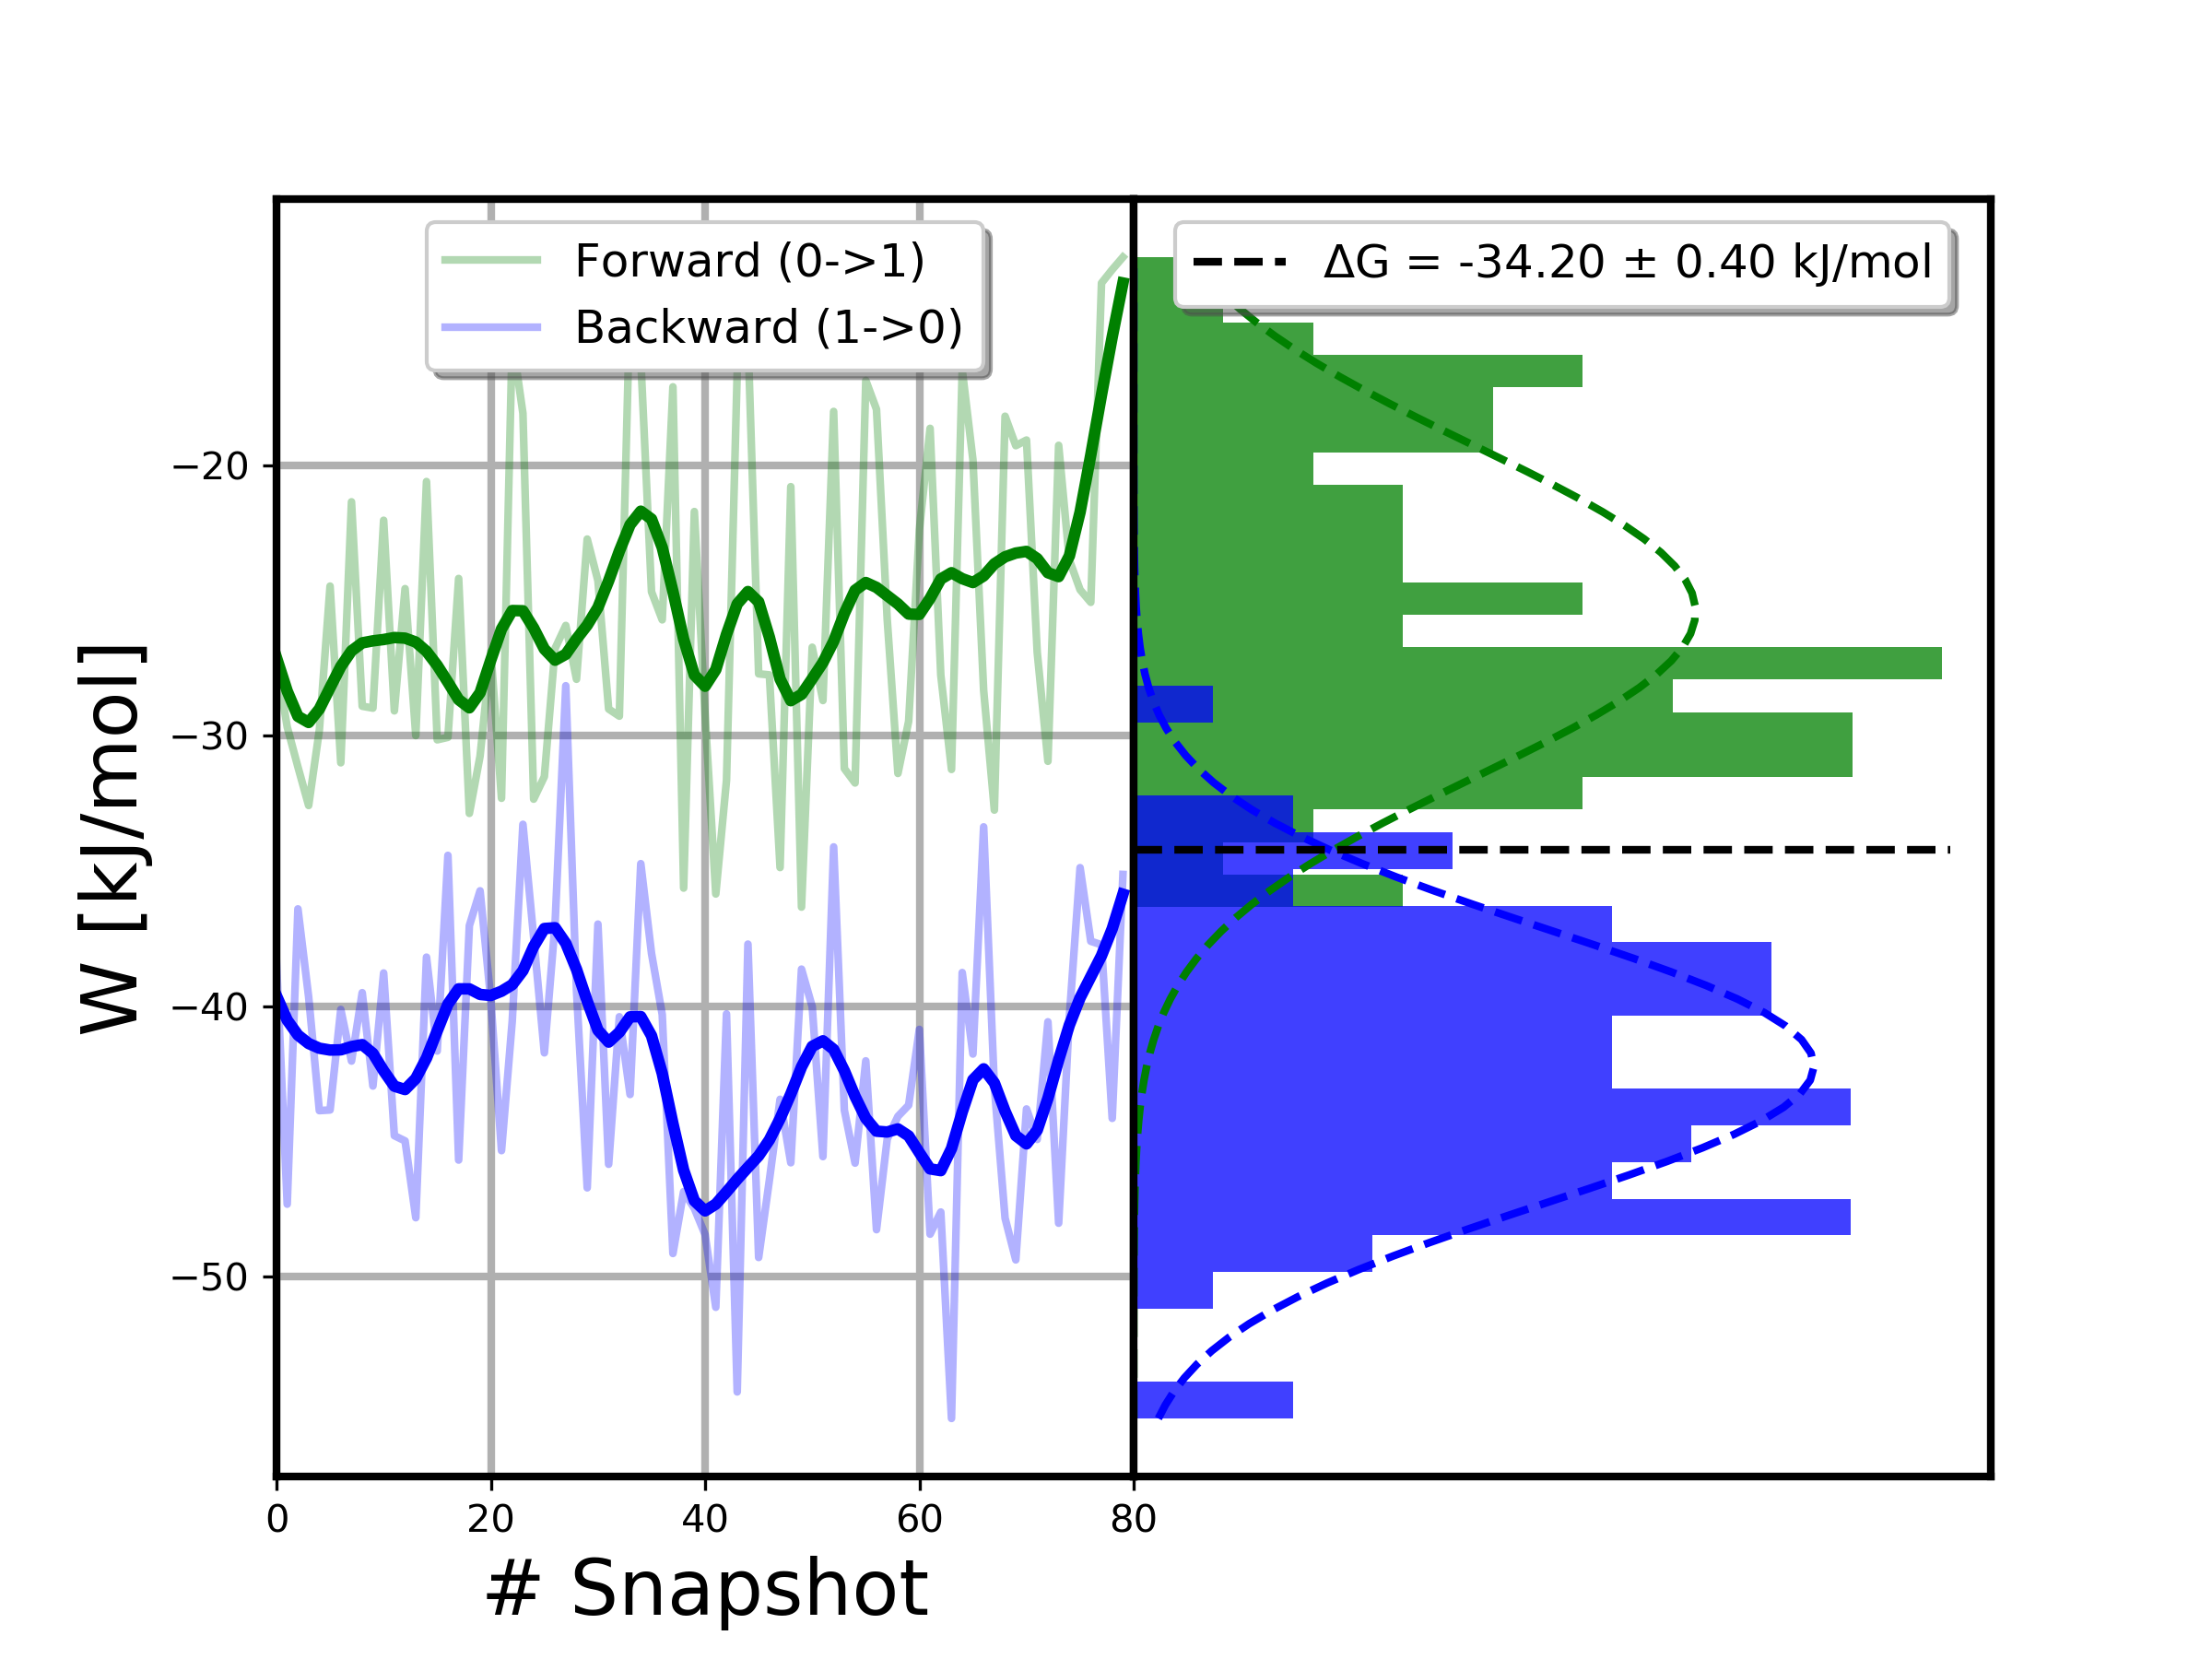 Forward (0->1)
Backward (1->0)
ΔG = -34.20 ± 0.40 kJ/mol
−20
−30
−40
−50
W [kJ/mol]
0 20 40 60 80
# Snapshot